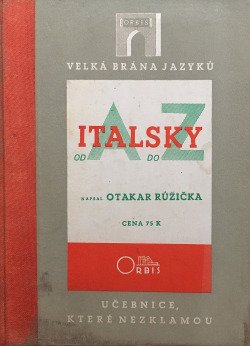 ORBIS
VELKÁ BRÁNA JAZYKŮ
A Z
ITALSKY
OD DO
NAPSAL OTAKAR RŮŽIČKA
CENA 75 K
ORBIS
UČEBNICE,
KTERÉ NEZKLAMOU